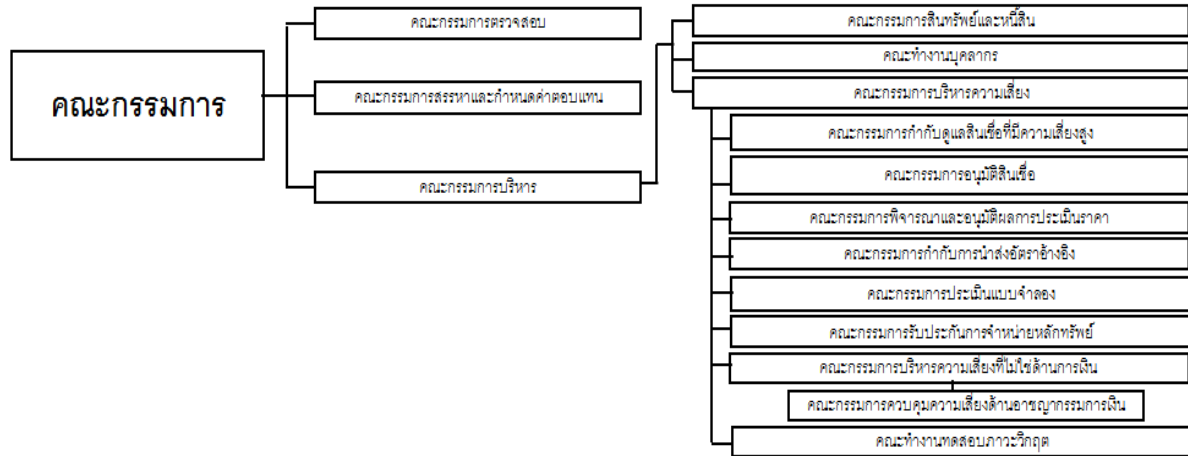 คณะกรรมการ
คณะกรรมการตรวจสอบ
คณะกรรมการสรรหาและกำหนดค่าตอบแทน
คณะกรรมการบริหาร
คณะกรรมการสินทรัพย์และหนี้สิน
คณะทำงานบุคลากร
คณะกรรมการบริหารความเสี่ยง
คณะกรรมการกำกับดูแลสินเชื่อที่มีความเสี่ยงสูง
คณะกรรมการอนุมัติสินเชื่อ
คณะกรรมการพิจารณาและอนุมัติผลการประเมินราคา
คณะกรรมการกำกับการนำส่งอัตราอ้างอิง
คณะกรรมการประเมินแบบจำลอง
คณะกรรมการรับประกันการจำหน่ายหลักทรัพย์
คณะกรรมการบริหารความเสี่ยงที่ไม่ใช่ด้านการเงิน
คณะกรรมการควบคุมความเสี่ยงด้านอาชญากรรมการเงิน
คณะทำงานทดสอบภาวะวิกฤต